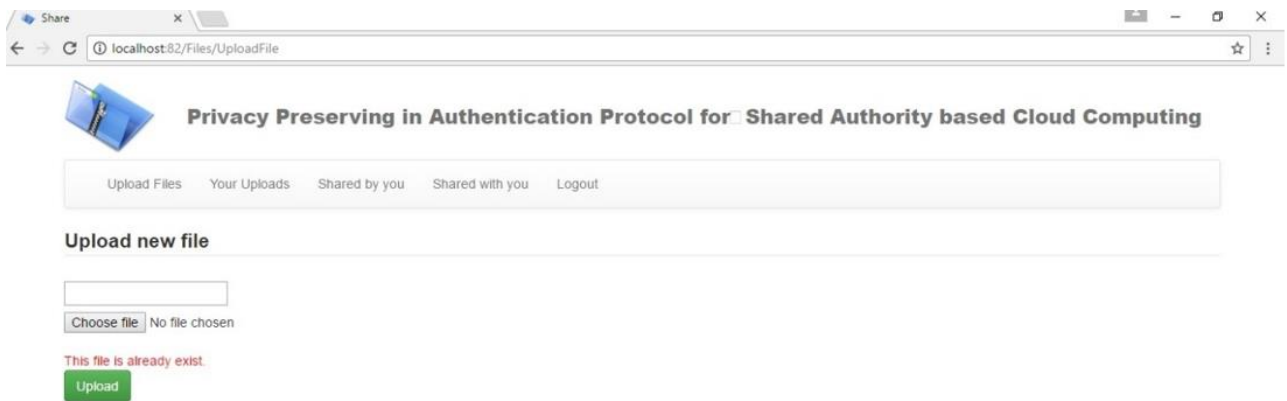 Share
localhost:82/Files/UploadFile
Privacy Preserving in Authentication Protocol for Shared Authority based Cloud Computing
Upload Files Your Uploads Shared by you Shared with you Logout
Upload new file
Choose file No file chosen
This file is already exist.
Upload